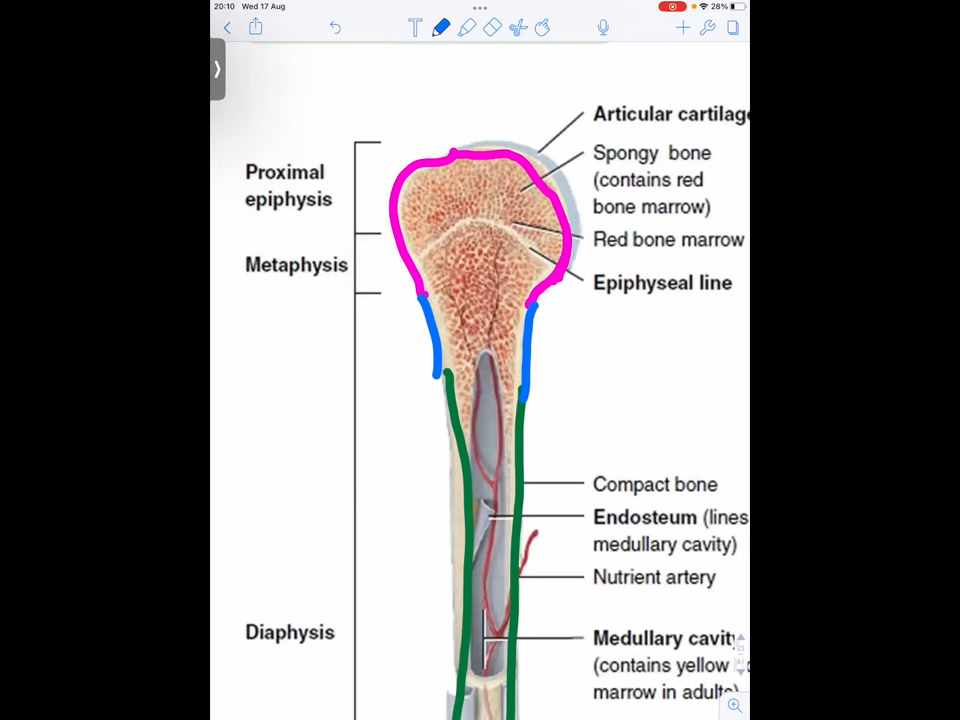 20:10 Wed 17 Aug
28%
T
Articular cartilage
Proximal
epiphysis
Spongy bone
(contains red
bone marrow)
Red bone marrow
Metaphysis
Epiphyseal line
Compact bone
Endosteum (lines
medullary cavity)
Nutrient artery
Diaphysis
Medullary cavity
(contains yellow
marrow in adults)